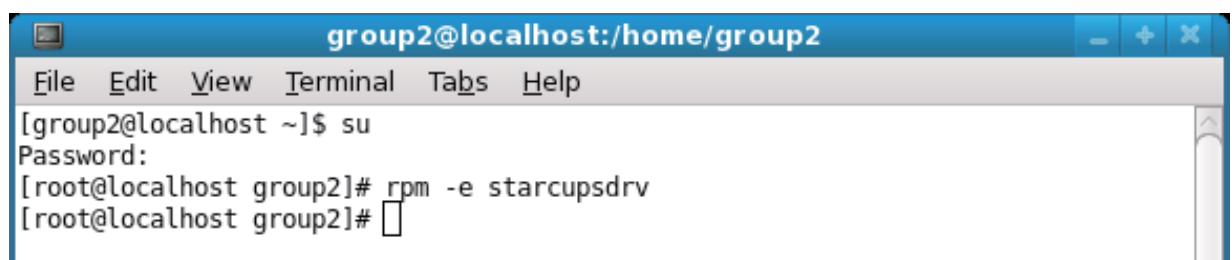 group2@localhost:/home/group2
File Edit View Terminal Tabs Help
[group2@localhost ~]$ su
Password:
[root@localhost group2]# rpm -e starcupsdrv
[root@localhost group2]#